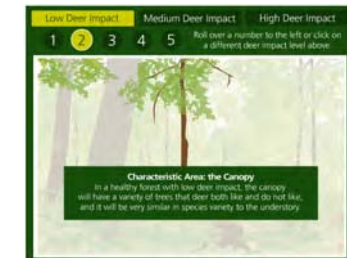 Low Deer Impact Medium Deer Impact High Deer Impact
1 2 3 4 5 Roll over a number to the left or click on
a different deer impact level above.
Characteristic Area: the Canopy
In a healthy forest with low deer impact, the canopy
will have a variety of trees that deer both like and do not like,
and it will be very similar in species variety to the understory.